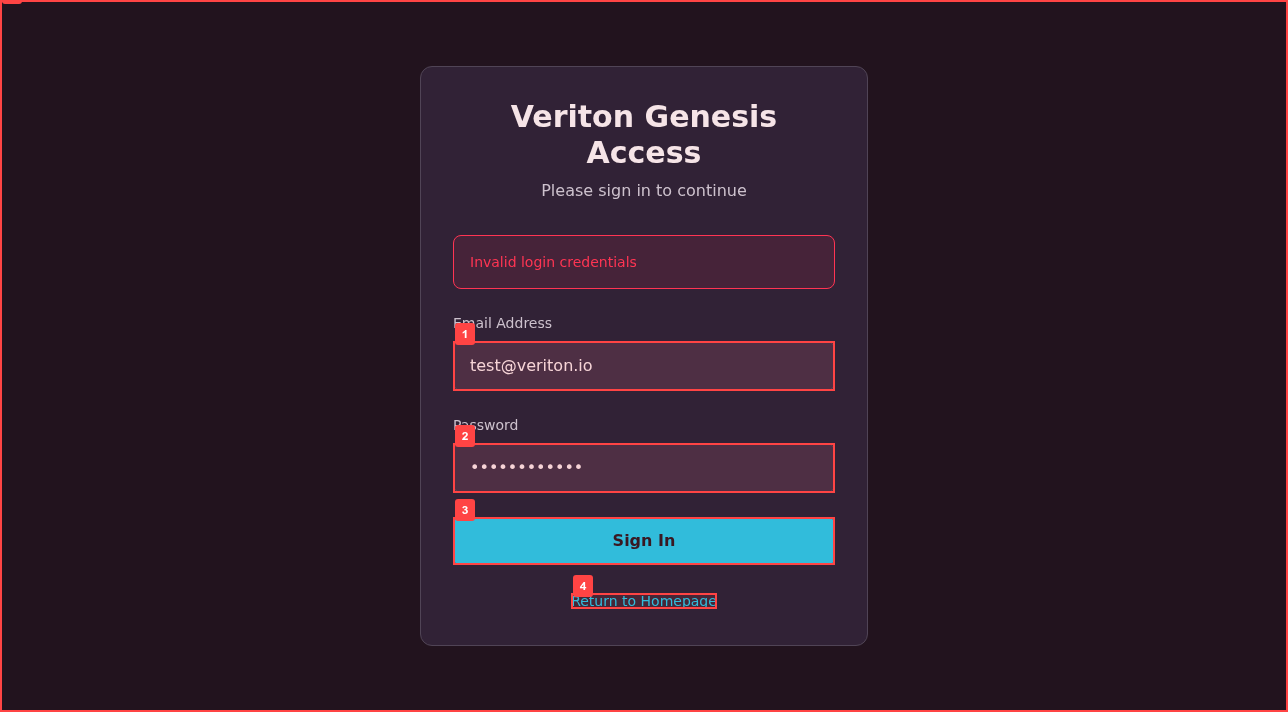 Veriton Genesis
Access
Please sign in to continue
Invalid login credentials
Email Address
1
test@veriton.io
Password
2
••••••••••••
3
Sign In
4
Return to Homepage